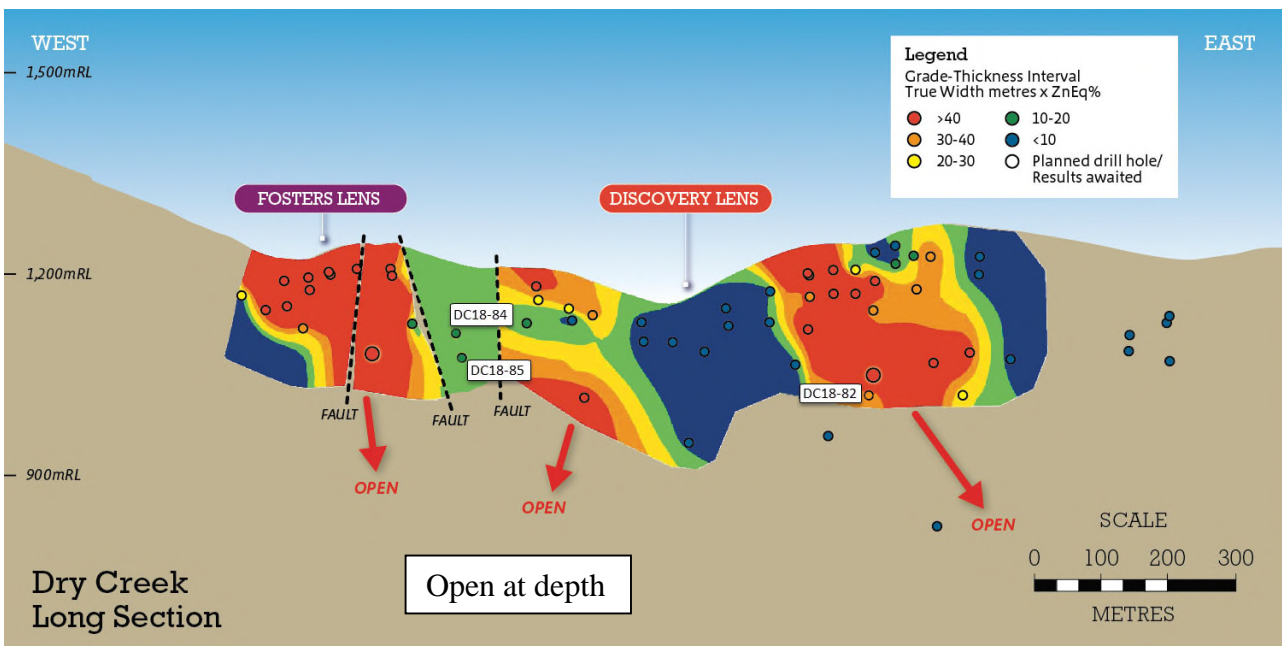 WEST
EAST
1,500mRL
Legend
Grade-Thickness Interval
True Width metres x ZnEq%
>40
10-20
30-40
<10
20-30
Planned drill hole/
Results awaited
FOSTERS LENS
DISCOVERY LENS
1,200mRL
DC18-84
DC18-85
DC18-82
FAULT
FAULT
FAULT
900mRL
OPEN
OPEN
OPEN
SCALE
0 100 200 300
METRES
Open at depth
Dry Creek
Long Section